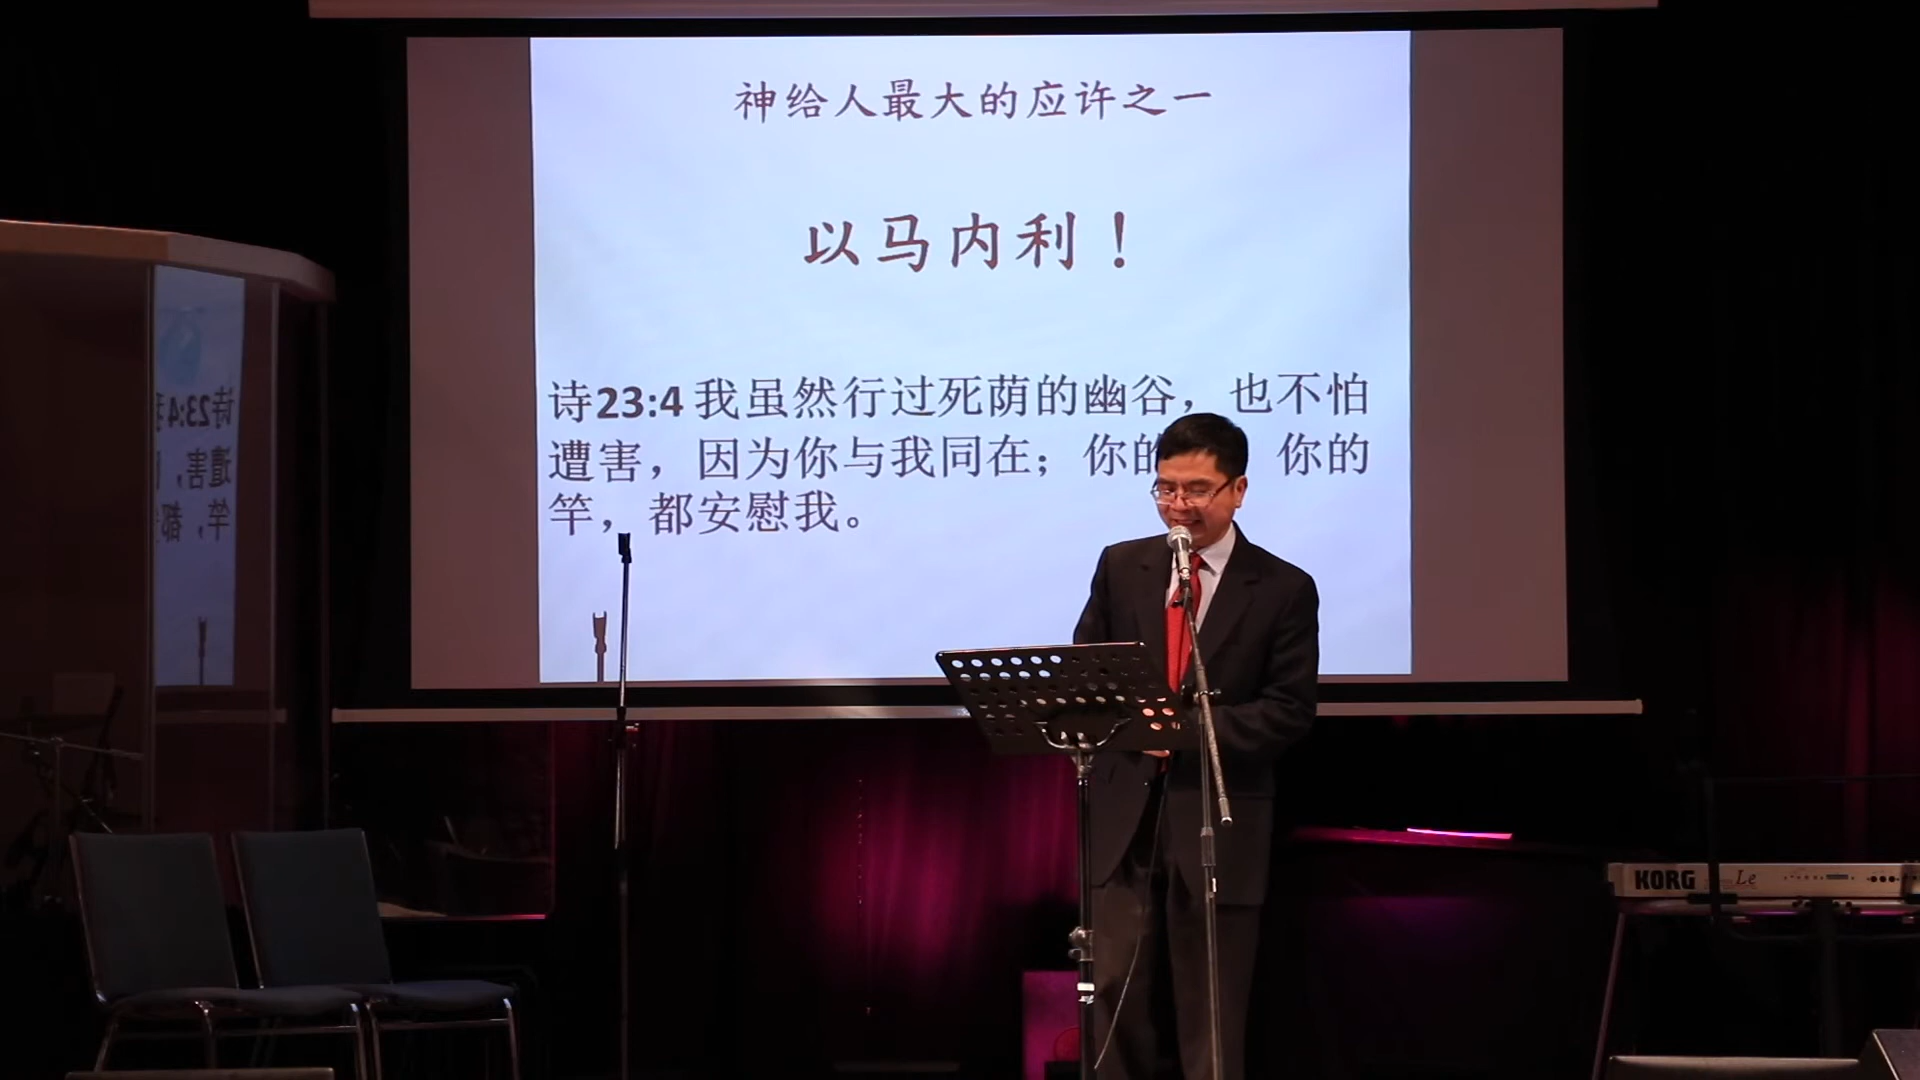 神给人最大的应许之一
以马内利！
诗23:4 我虽然行过死荫的幽谷，也不怕
遭害，因为你与我同在；你的 你的
竿，都安慰我。
KORG Le